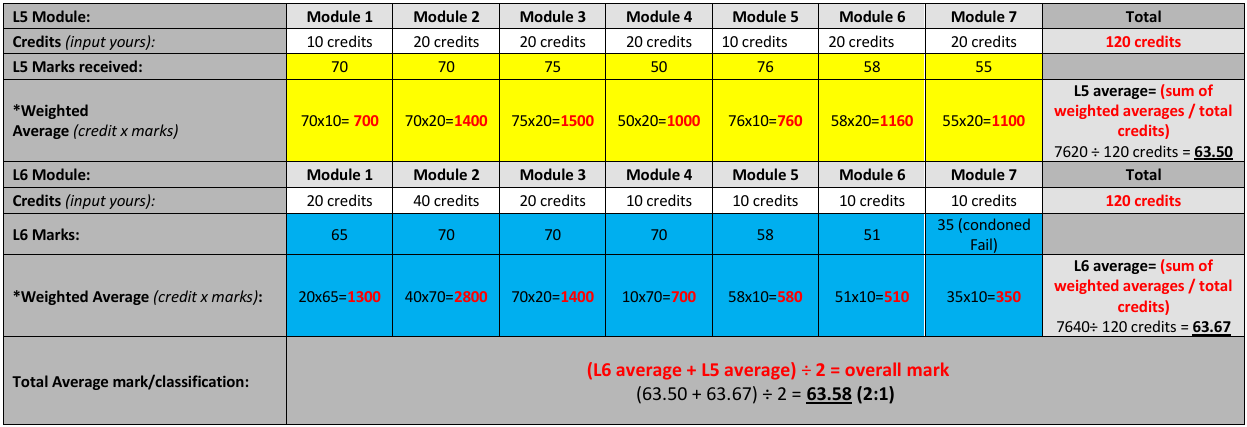 L5 Module: Module 1 Module 2 Module 3 Module 4 Module 5 Module 6 Module 7 Total
Credits (input yours): 10 credits 20 credits 20 credits 20 credits 10 credits 20 credits 20 credits 120 credits
L5 Marks received: 70 70 75 50 76 58 55
*Weighted
Average (credit x marks)
70x10= 700 70x20=1400 75x20=1500 50x20=1000 76x10=760 58x20=1160 55x20=1100
L5 average= (sum of
weighted averages / total
credits)
7620 ÷ 120 credits = 63.50
L6 Module: Module 1 Module 2 Module 3 Module 4 Module 5 Module 6 Module 7 Total
Credits (input yours): 20 credits 40 credits 20 credits 10 credits 10 credits 10 credits 10 credits 120 credits
L6 Marks: 65 70 70 70 58 51 35 (condoned
Fail)
*Weighted Average (credit x marks): 20x65=1300 40x70=2800 70x20=1400 10x70=700 58x10=580 51x10=510 35x10=350
L6 average= (sum of
weighted averages / total
credits)
7640÷ 120 credits = 63.67
Total Average mark/classification:
(L6 average + L5 average) ÷ 2 = overall mark
(63.50 + 63.67) ÷ 2 = 63.58 (2:1)